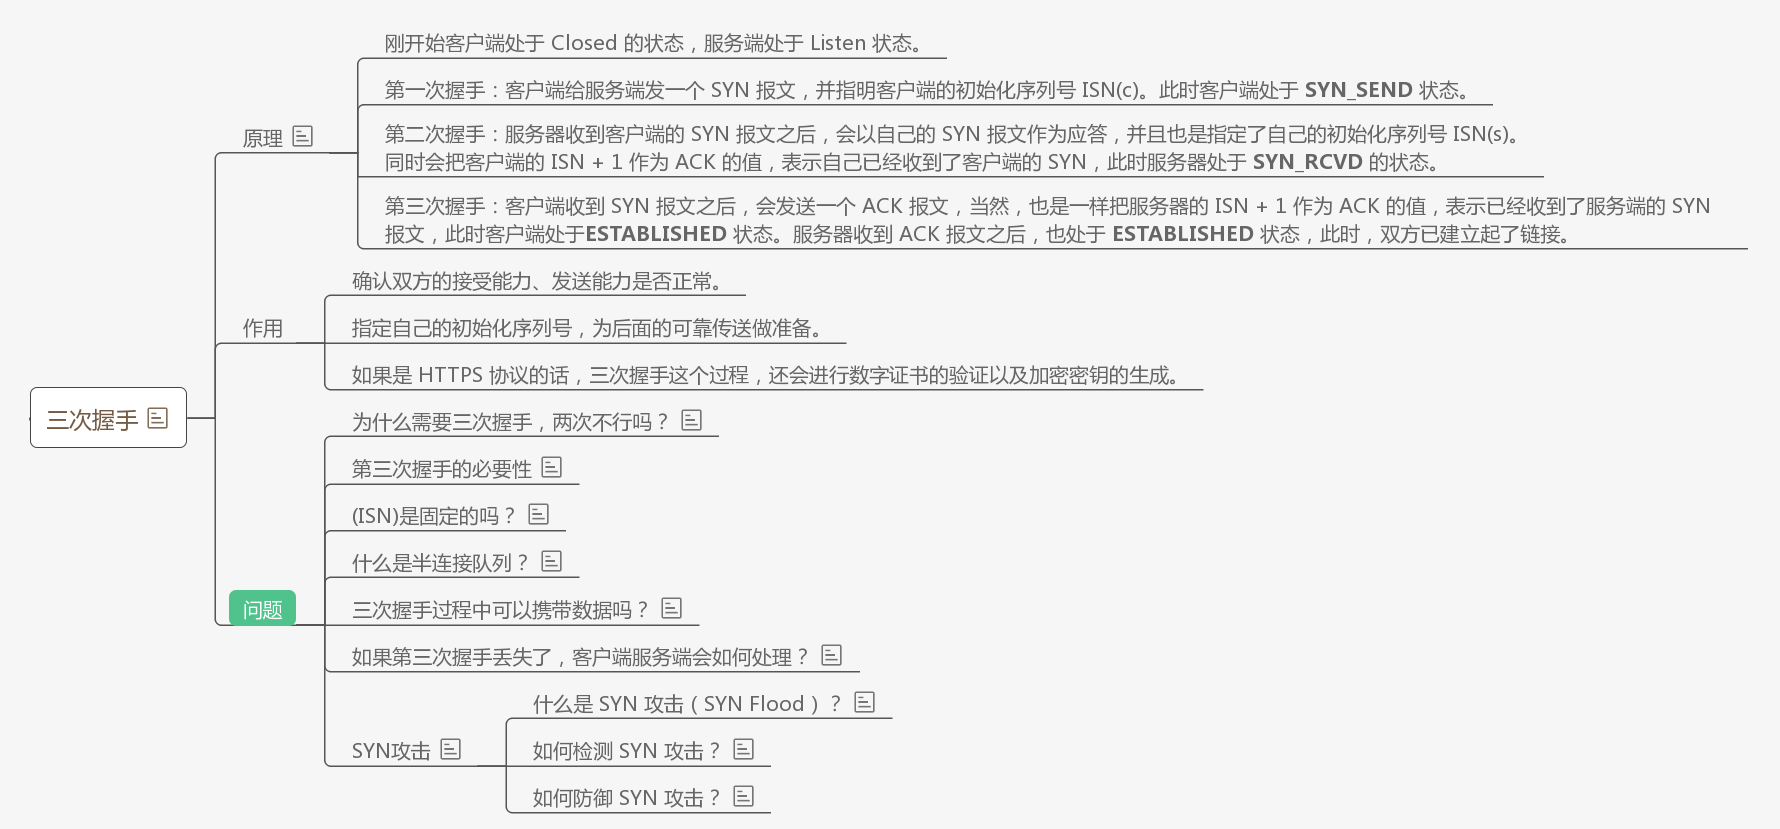 刚开始客户端处于 Closed 的状态，服务端处于 Listen 状态。
第一次握手：客户端给服务端发一个 SYN 报文，并指明客户端的初始化序列号 ISN(c)。此时客户端处于 SYN_SEND 状态。
原理
第二次握手：服务器收到客户端的 SYN 报文之后，会以自己的 SYN 报文作为应答，并且也是指定了自己的初始化序列号 ISN(s)。
同时会把客户端的 ISN + 1 作为 ACK 的值，表示自己已经收到了客户端的 SYN，此时服务器处于 SYN_RCVD 的状态。
第三次握手：客户端收到 SYN 报文之后，会发送一个 ACK 报文，当然，也是一样把服务器的 ISN + 1 作为 ACK 的值，表示已经收到了服务端的 SYN
报文，此时客户端处于ESTABLISHED 状态。服务器收到 ACK 报文之后，也处于 ESTABLISHED 状态，此时，双方已建立起了链接。
确认双方的接受能力、发送能力是否正常。
作用
指定自己的初始化序列号，为后面的可靠传送做准备。
如果是 HTTPS 协议的话，三次握手这个过程，还会进行数字证书的验证以及加密密钥的生成。
三次握手
为什么需要三次握手，两次不行吗？
第三次握手的必要性
(ISN)是固定的吗？
什么是半连接队列？
问题
三次握手过程中可以携带数据吗？
如果第三次握手丢失了，客户端服务端会如何处理？
什么是 SYN 攻击（SYN Flood）？
SYN攻击
如何检测 SYN 攻击？
如何防御 SYN 攻击？